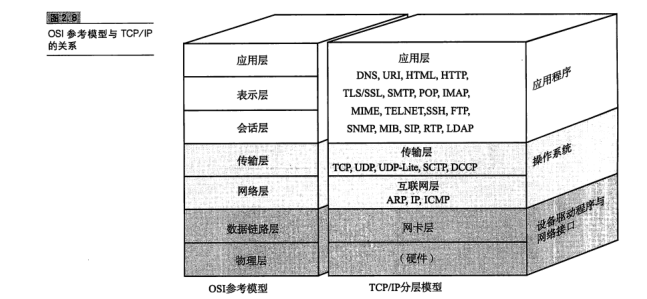 图 2.8
OSI 参考模型与 TCP/IP
的关系
应用层
表示层
会话层
传输层
网络层
数据链路层
物理层
OSI参考模型
应用层
DNS, URI, HTML, HTTP,
TLS/SSL, SMTP, POP, IMAP,
MIME, TELNET,SSH, FTP,
SNMP, MIB, SIP, RTP, LDAP
传输层
TCP, UDP, UDP-Lite, SCTP, DCCP
互联网层
ARP, IP, ICMP
网卡层
（硬件）
TCP/IP分层模型
应用程序
操作系统
设备驱动程序与
网络接口